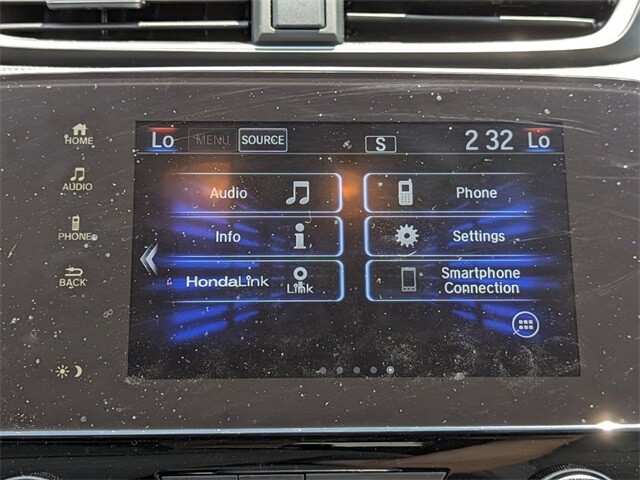 Lo MENU SOURCE S 2 32 Lo
HOME
AUDIO
PHONE
BACK
Audio
Phone
Info
Settings
HondaLink
Link
Smartphone
Connection